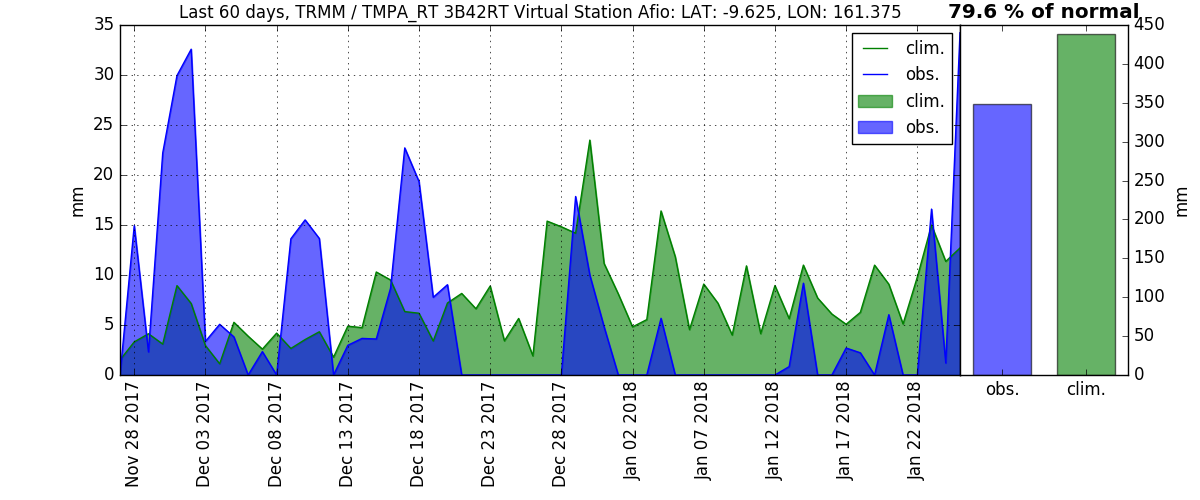 Last 60 days, TRMM / TMPA_RT 3B42RT Virtual Station Afio: LAT: -9.625, LON: 161.375
79.6 % of normal
35
30
25
20
15
10
5
0
mm
clim.
obs.
clim.
obs.
450
400
350
300
250
200
150
100
50
0
mm
Nov 28 2017
Dec 03 2017
Dec 08 2017
Dec 13 2017
Dec 18 2017
Dec 23 2017
Dec 28 2017
Jan 02 2018
Jan 07 2018
Jan 12 2018
Jan 17 2018
Jan 22 2018
obs.
clim.